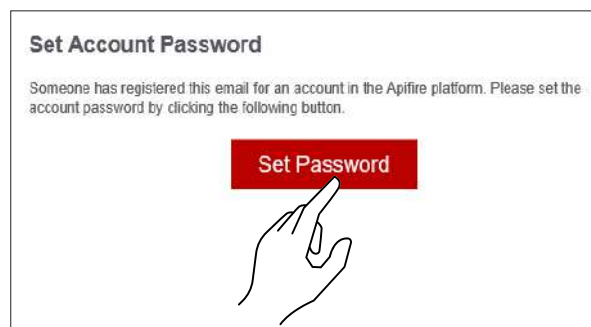 Set Account Password
Someone has registered this email for an account in the Apifire platform. Please set the
account password by clicking the following button.
Set Password